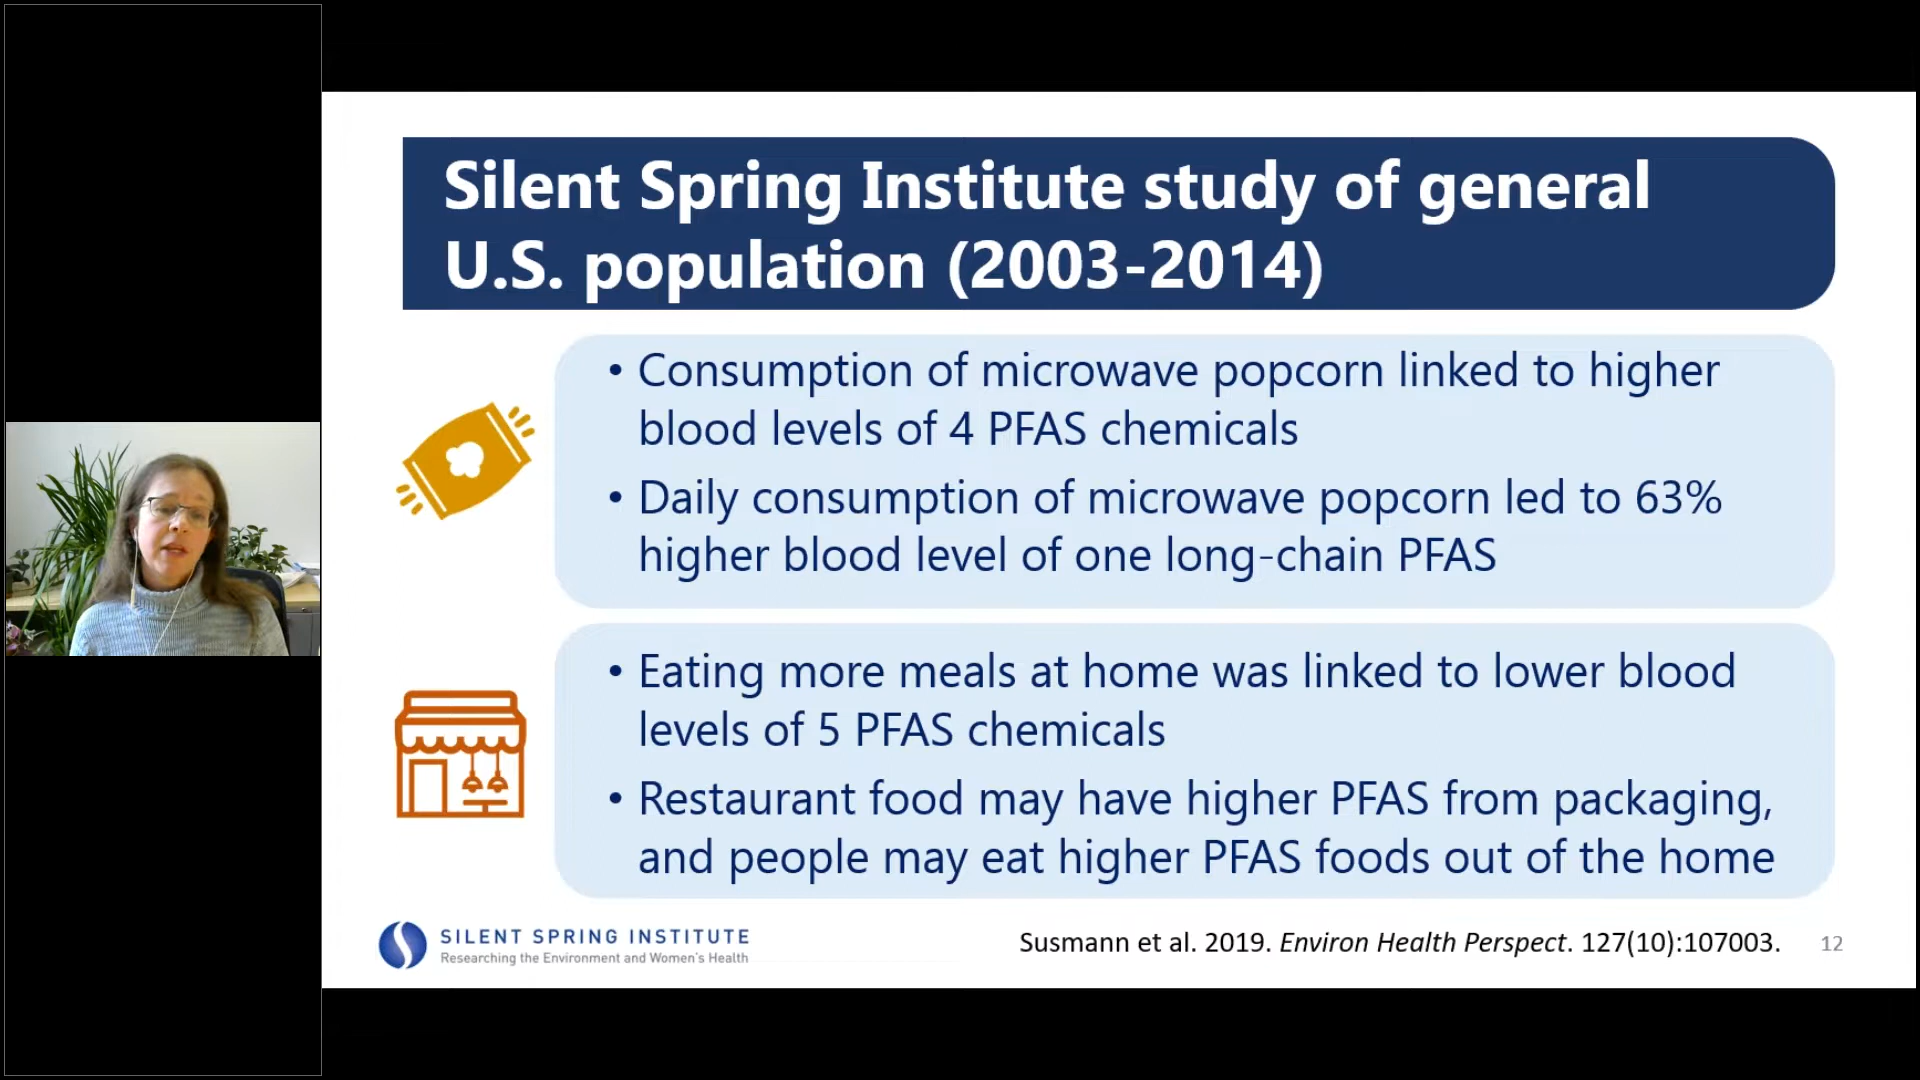 Silent Spring Institute study of general
U.S. population (2003-2014)
• Consumption of microwave popcorn linked to higher
blood levels of 4 PFAS chemicals
• Daily consumption of microwave popcorn led to 63%
higher blood level of one long-chain PFAS
• Eating more meals at home was linked to lower blood
levels of 5 PFAS chemicals
• Restaurant food may have higher PFAS from packaging,
and people may eat higher PFAS foods out of the home
SILENT SPRING INSTITUTE
Researching the Environment and Women's Health
Susmann et al. 2019. Environ Health Perspect. 127(10):107003.
12